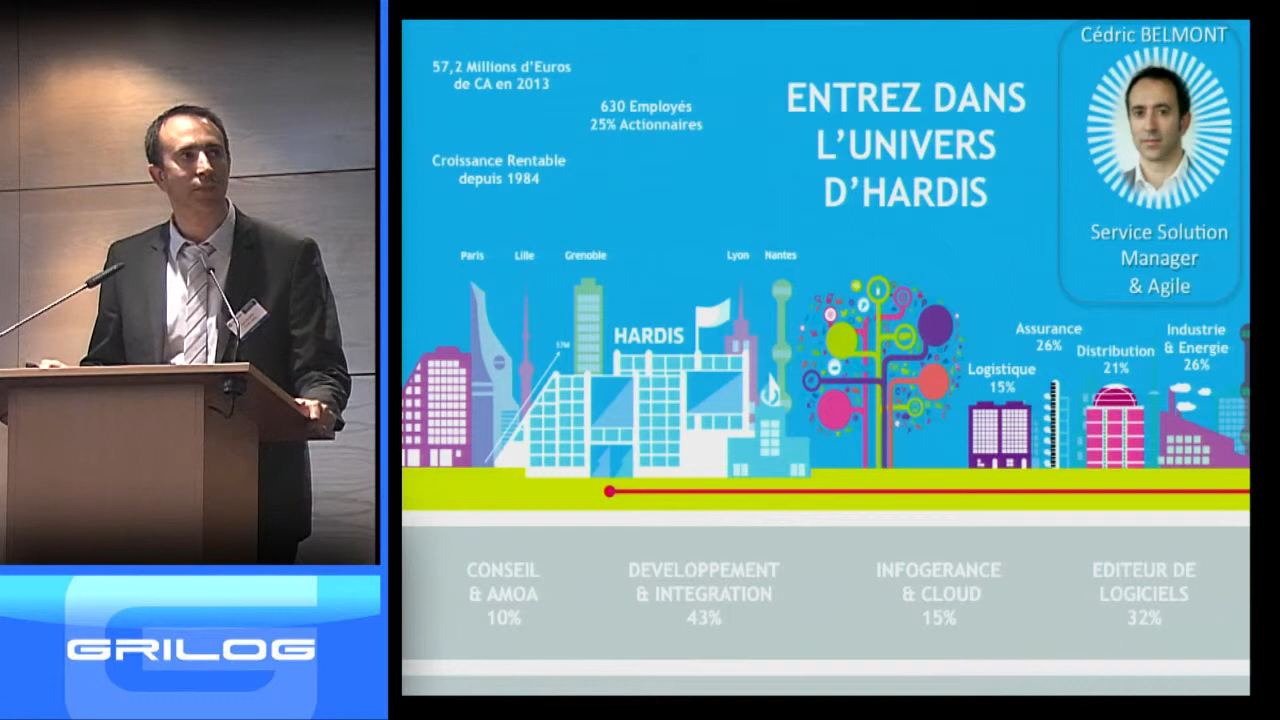 57,2 Millions d'Euros
de CA en 2013
630 Employés
25% Actionnaires
Croissance Rentable
depuis 1984
ENTREZ DANS
L'UNIVERS
D'HARDIS
Cédric BELMONT
Service Solution
Manager
& Agile
Paris
Lille
Grenoble
Lyon
Nantes
57M
HARDIS
Logistique
15%
Assurance
26%
Distribution
21%
Industrie
& Energie
26%
CONSEIL
& AMOA
10%
DEVELOPPEMENT
& INTEGRATION
43%
INFOGERANCE
& CLOUD
15%
EDITEUR DE
LOGICIELS
32%
GRILOG